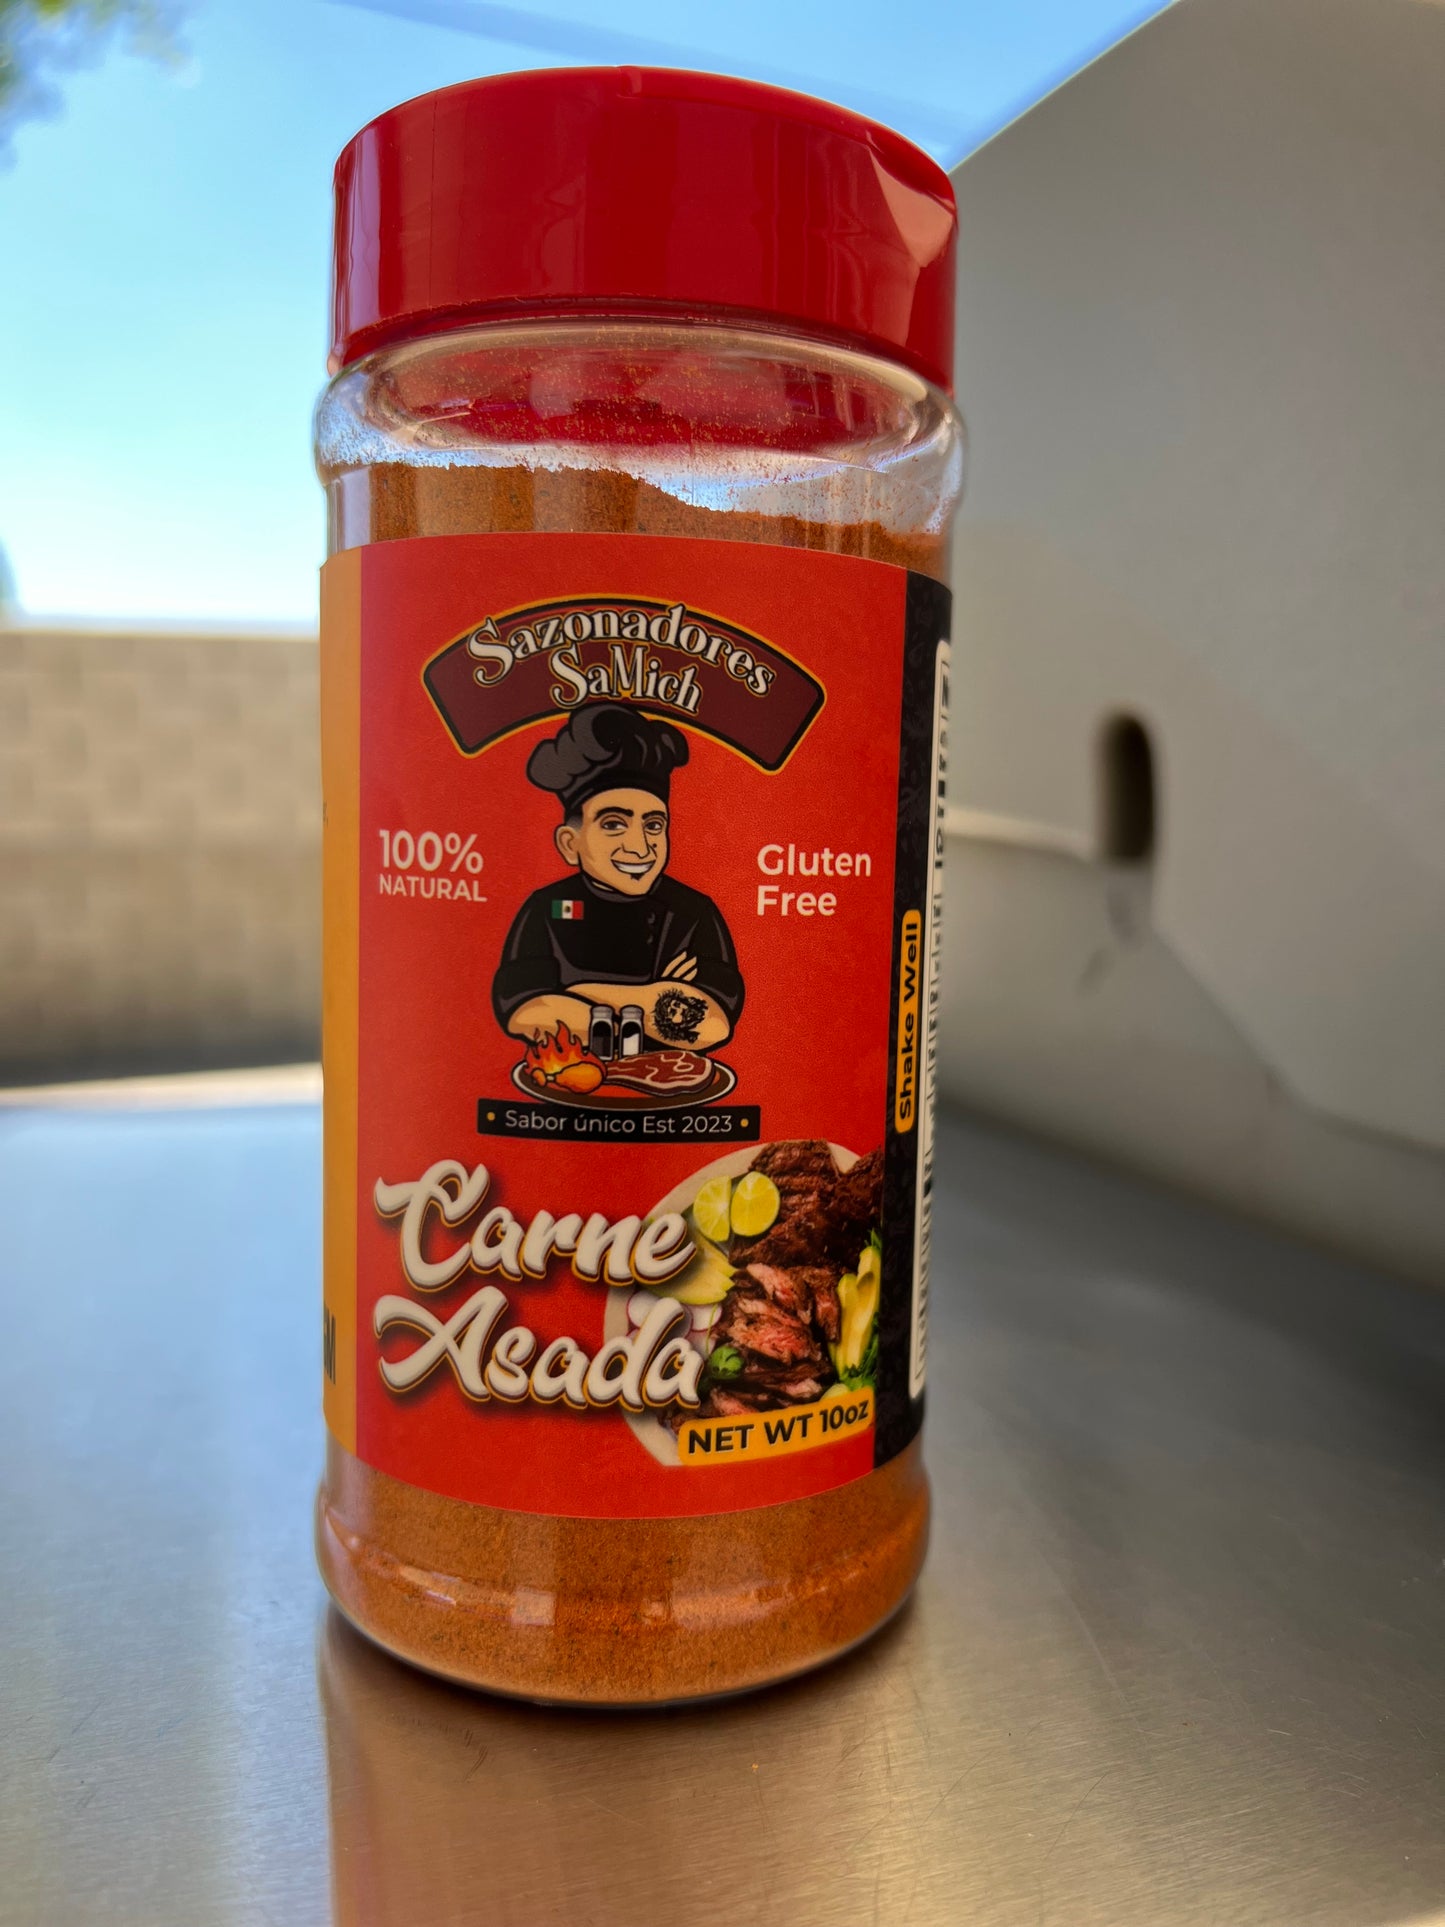 Sazonadores
SaMich
100%
NATURAL
Gluten
Free
Shake Well
• Sabor único Est 2023 •
Carne
Asada
NET WT 10oz